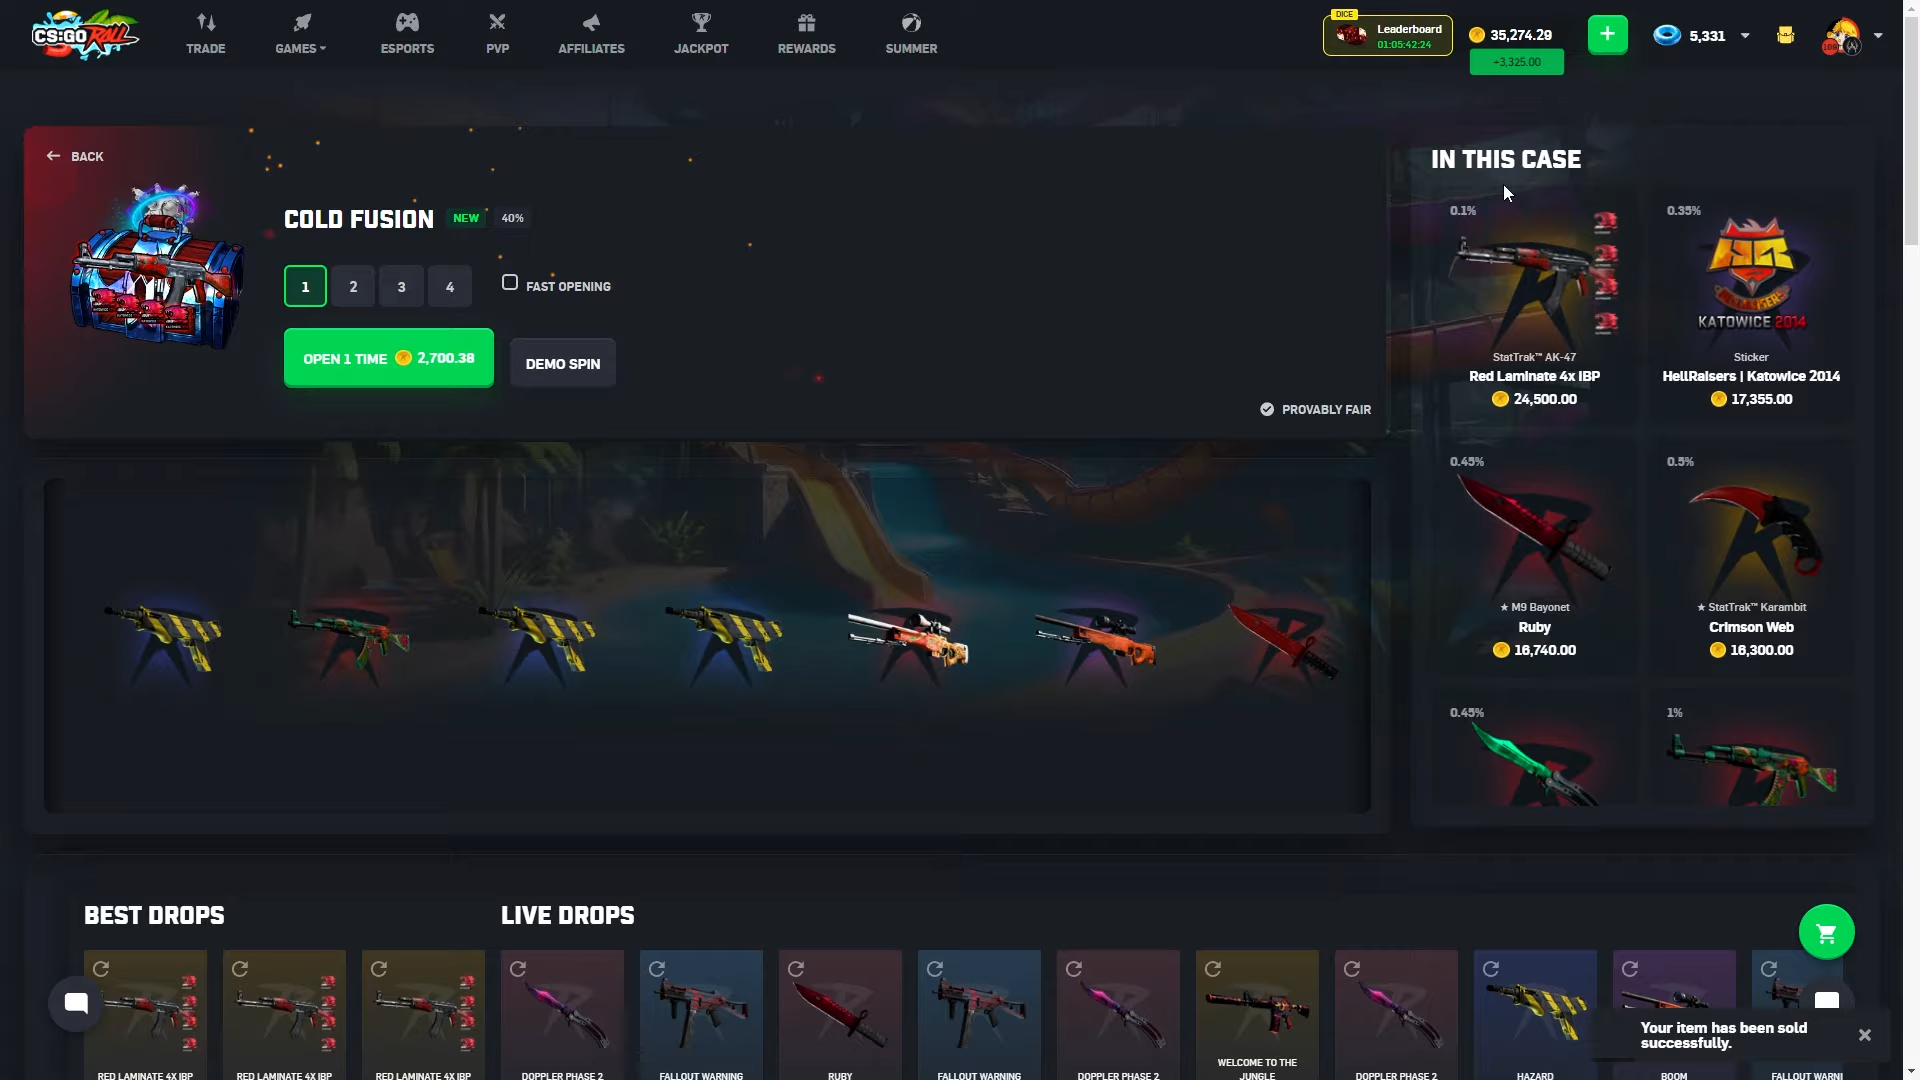 CS:GO ROLL
TRADE
GAMES
ESPORTS
PVP
AFFILIATES
JACKPOT
REWARDS
SUMMER
DICE
Leaderboard
01:05:42:24
35,274.29
+3,325.00
5,331
BACK
COLD FUSION
NEW
40%
1
2
3
4
FAST OPENING
OPEN 1 TIME 2,700.38
DEMO SPIN
PROVABLY FAIR
IN THIS CASE
0.1%
StatTrak™ AK-47
Red Laminate 4x IBP
24,500.00
0.35%
KATOWICE 2014
Sticker
HellRaisers | Katowice 2014
17,355.00
0.45%
★ M9 Bayonet
Ruby
16,740.00
0.5%
★ StatTrak™ Karambit
Crimson Web
16,300.00
0.45%
1%
BEST DROPS
LIVE DROPS
RED LAMINATE 4X IBP
RED LAMINATE 4X IBP
RED LAMINATE 4X IBP
DOPPLER PHASE 2
FALLOUT WARNING
RUBY
FALLOUT WARNING
DOPPLER PHASE 2
WELCOME TO THE
JUNGLE
DOPPLER PHASE 2
HAZARD
BOOM
FALLOUT WARNI
Your item has been sold
successfully.